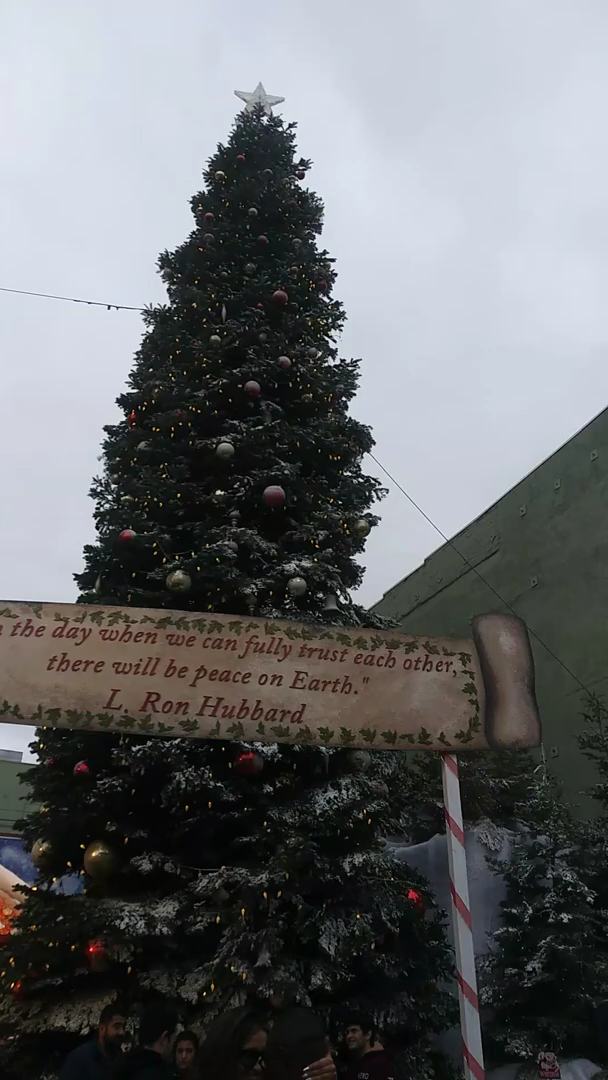 the day when we can fully trust each other,
there will be peace on Earth."
L. Ron Hubbard